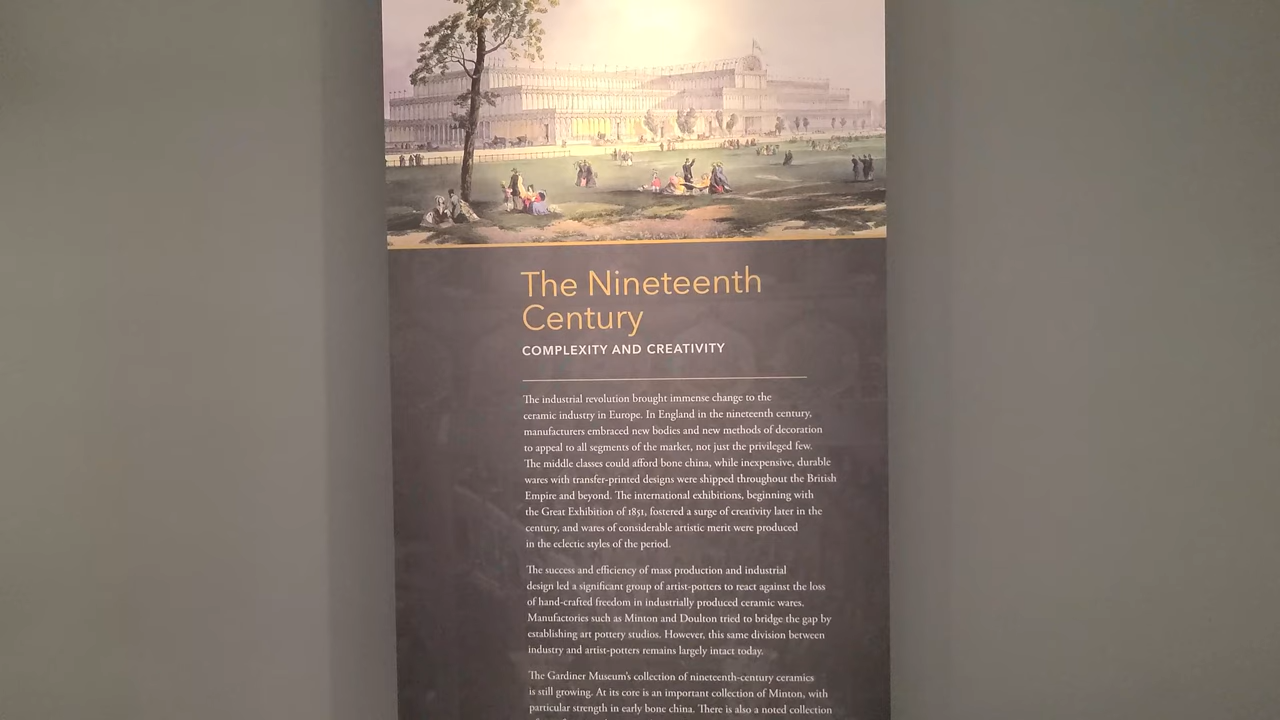 The Nineteenth
Century
COMPLEXITY AND CREATIVITY
The industrial revolution brought immense change to the
ceramic industry in Europe. In England in the nineteenth century,
manufacturers embraced new bodies and new methods of decoration
to appeal to all segments of the market, not just the privileged few.
The middle classes could afford bone china, while inexpensive, durable
wares with transfer-printed designs were shipped throughout the British
Empire and beyond. The international exhibitions, beginning with
the Great Exhibition of 1851, fostered a surge of creativity later in the
century, and wares of considerable artistic merit were produced
in the eclectic styles of the period.
The success and efficiency of mass production and industrial
design led a significant group of artist-potters to react against the loss
of hand-crafted freedom in industrially produced ceramic wares.
Manufactories such as Minton and Doulton tried to bridge the gap by
establishing art pottery studios. However, this same division between
industry and artist-potters remains largely intact today.
The Gardiner Museum's collection of nineteenth-century ceramics
is still growing. At its core is an important collection of Minton, with
particular strength in early bone china. There is also a noted collection